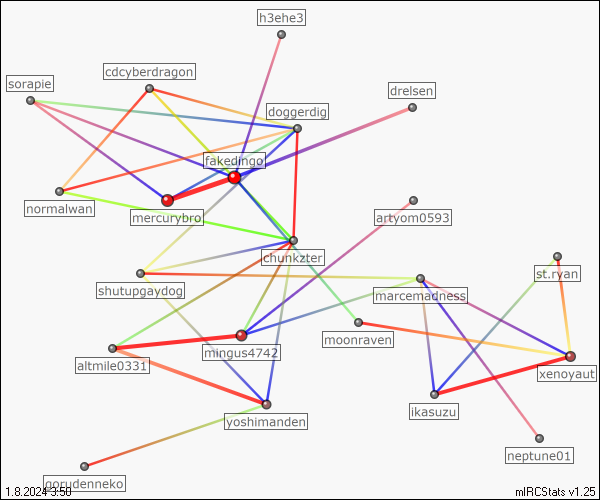 h3ehe3
cdcyberdragon
sorapie
drelsen
doggerdig
fakedingo
normalwan
mercurybro
artyom0593
chunkzter
st.ryan
shutupgaydog
marcemadness
moonraven
mingus4742
altmile0331
xenoyaut
ikasuzu
yoshimanden
neptune01
gorudenneko
1.8.2024 3:50
mIRCStats v1.25